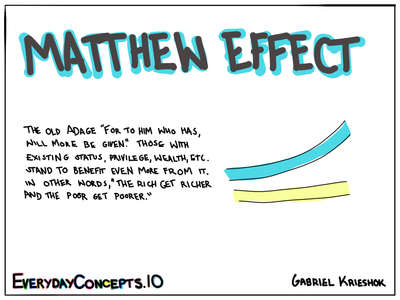 MATTHEW EFFECT
THE OLD ADAGE "FOR TO HIM WHO HAS,
WILL MORE BE GIVEN." THOSE WITH
EXISTING STATUS, PRIVILEGE, WEALTH, ETC.
STAND TO BENEFIT EVEN MORE FROM IT.
IN OTHER WORDS, "THE RICH GET RICHER
AND THE POOR GET POORER."
EVERYDAYCONCEPTS.IO
GABRIEL KRIESHOK